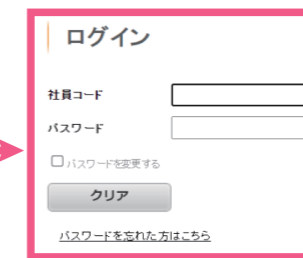 ログイン
社員コード
パスワード
パスワードを変更する
クリア
パスワードを忘れた方はこちら